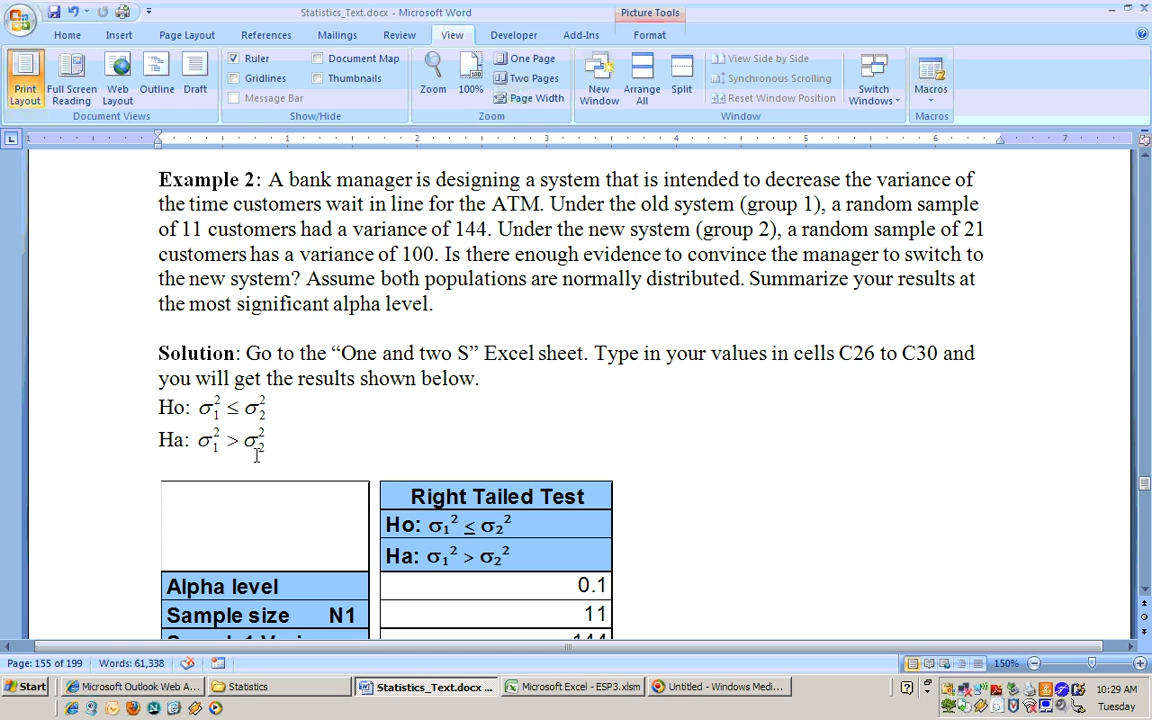 Statistics_Text.docx - Microsoft Word
Picture Tools
Home Insert Page Layout References Mailings Review View Developer Add-Ins Format
Print Layout
Full Screen Reading
Web Layout
Outline
Draft
Document Views
Ruler
Gridlines
Message Bar
Document Map
Thumbnails
Show/Hide
Zoom
100%
One Page
Two Pages
Page Width
Zoom
New Window
Arrange All
Split
View Side by Side
Synchronous Scrolling
Reset Window Position
Window
Switch Windows
Macros
Macros
1 1 2 3 4 5 6 7
Example 2: A bank manager is designing a system that is intended to decrease the variance of
the time customers wait in line for the ATM. Under the old system (group 1), a random sample
of 11 customers had a variance of 144. Under the new system (group 2), a random sample of 21
customers has a variance of 100. Is there enough evidence to convince the manager to switch to
the new system? Assume both populations are normally distributed. Summarize your results at
the most significant alpha level.
Solution: Go to the “One and two S” Excel sheet. Type in your values in cells C26 to C30 and
you will get the results shown below.
Ho: σ₁² ≤ σ₂²
Ha: σ₁² > σ₂²
Right Tailed Test
Ho: σ₁² ≤ σ₂²
Ha: σ₁² > σ₂²
Alpha level 0.1
Sample size N1 11
144
Page: 155 of 199 Words: 61,338 150%
Start Microsoft Outlook Web A... Statistics Statistics_Text.docx ... Microsoft Excel - ESP3.xlsm Untitled - Windows Medi... 10:29 AM
Tuesday